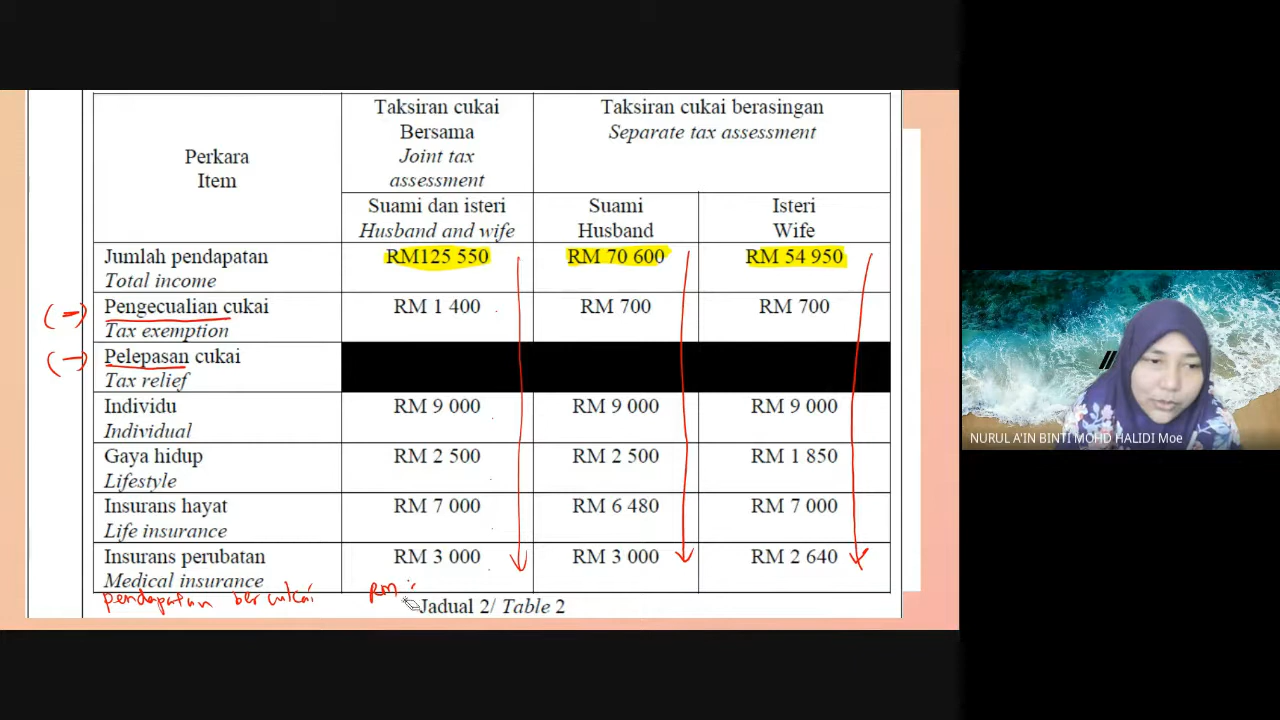 Perkara
Item
Taksiran cukai
Bersama
Joint tax
assessment
Taksiran cukai berasingan
Separate tax assessment
Suami dan isteri
Husband and wife
Suami
Husband
Isteri
Wife
Jumlah pendapatan
Total income
RM125 550
RM 70 600
RM 54 950
(-) Pengecualian cukai
Tax exemption
RM 1 400
RM 700
RM 700
(-) Pelepasan cukai
Tax relief
Individu
Individual
RM 9 000
RM 9 000
RM 9 000
Gaya hidup
Lifestyle
RM 2 500
RM 2 500
RM 1 850
Insurans hayat
Life insurance
RM 7 000
RM 6 480
RM 7 000
Insurans perubatan
Medical insurance
RM 3 000
RM 3 000
RM 2 640
pendapatan bercukai RM
Jadual 2/ Table 2
NURUL A'IN BINTI MOHD HALIDI Moe